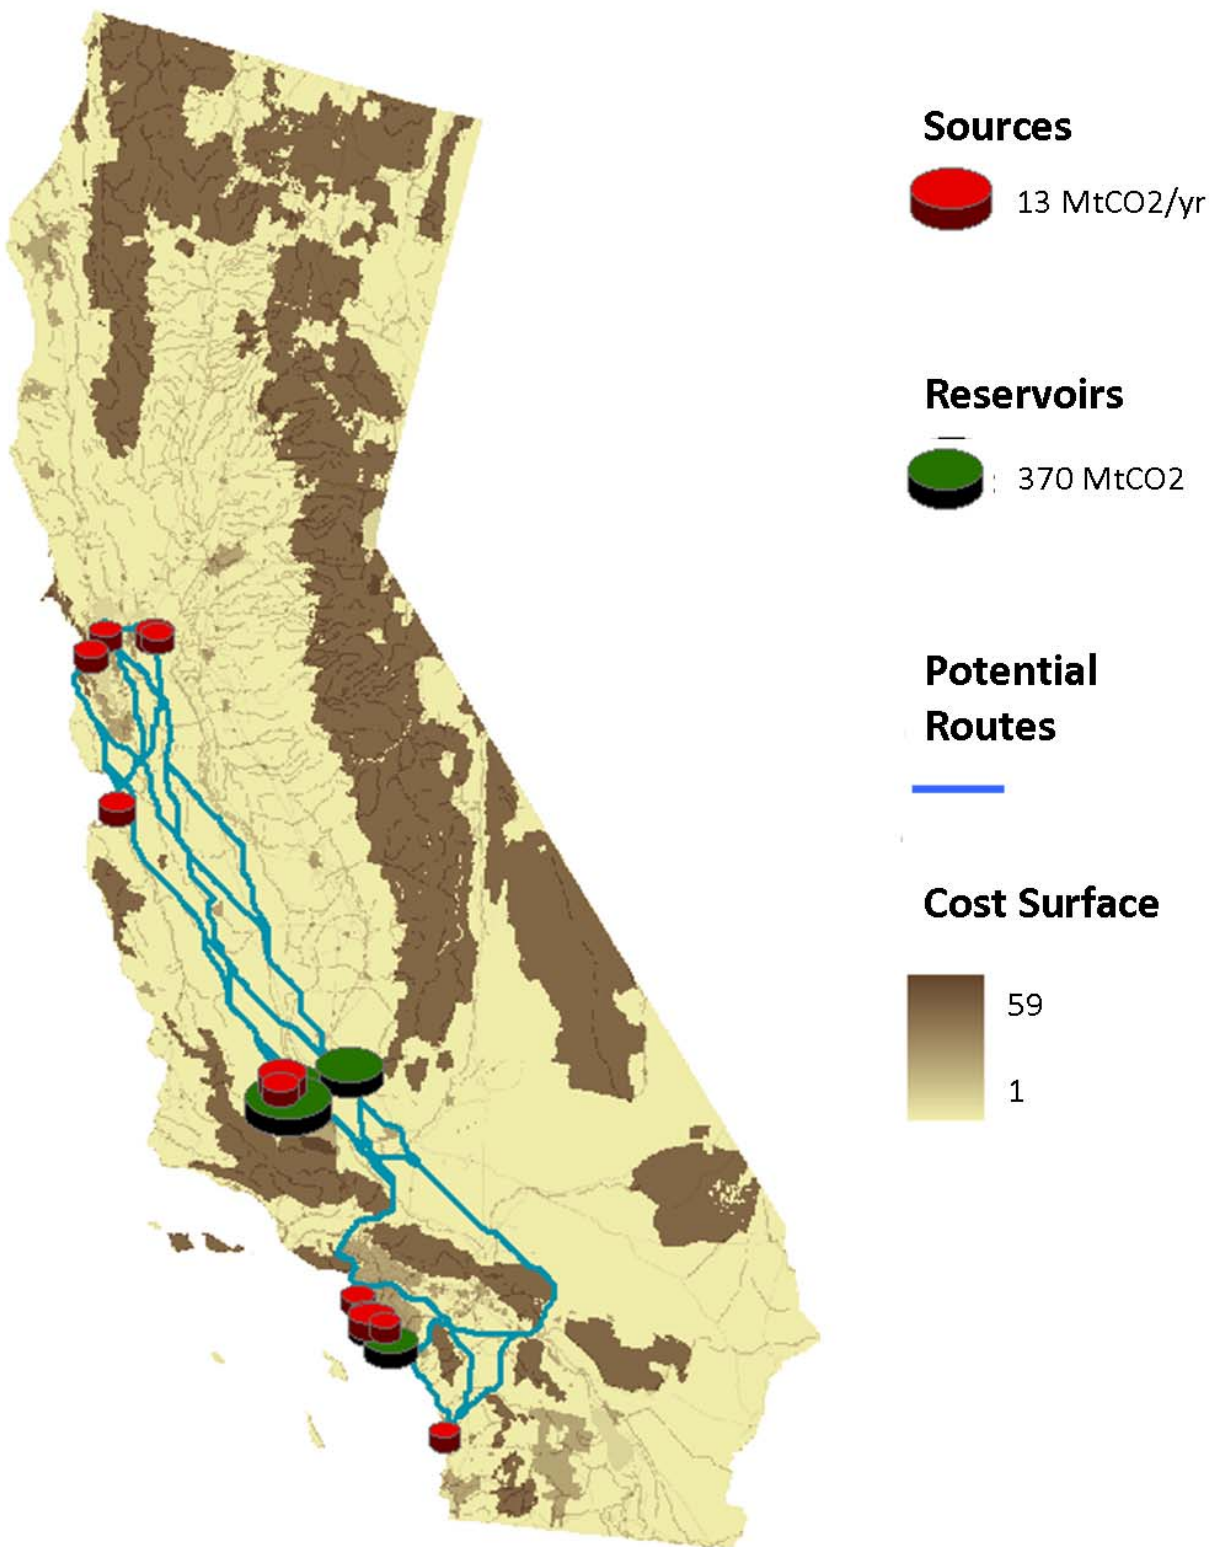 Sources
13 MtCO2/yr
Reservoirs
370 MtCO2
Potential
Routes
Cost Surface
59
1